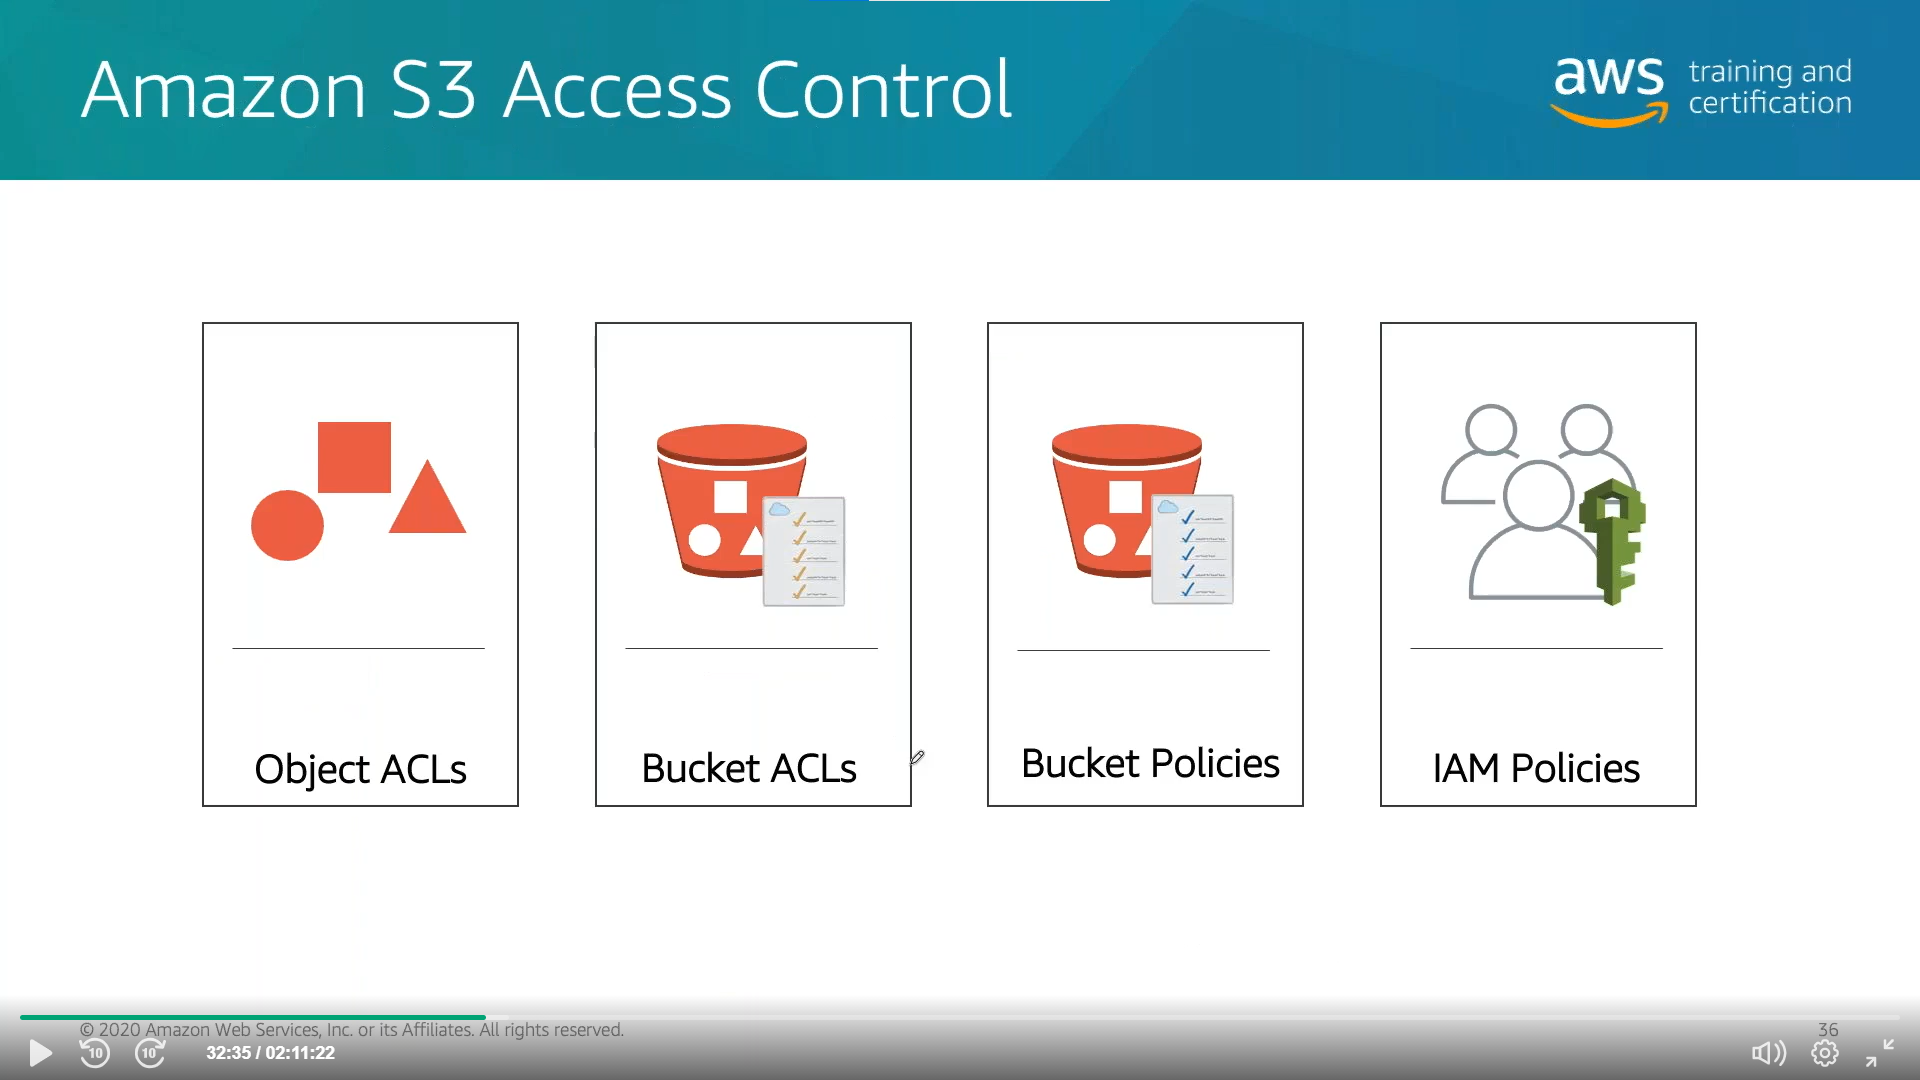 Amazon S3 Access Control
aws training and
certification
Object ACLs
Bucket ACLs
Bucket Policies
IAM Policies
© 2020 Amazon Web Services, Inc. or its Affiliates. All rights reserved.
36
10
10
32:35 / 02:11:22